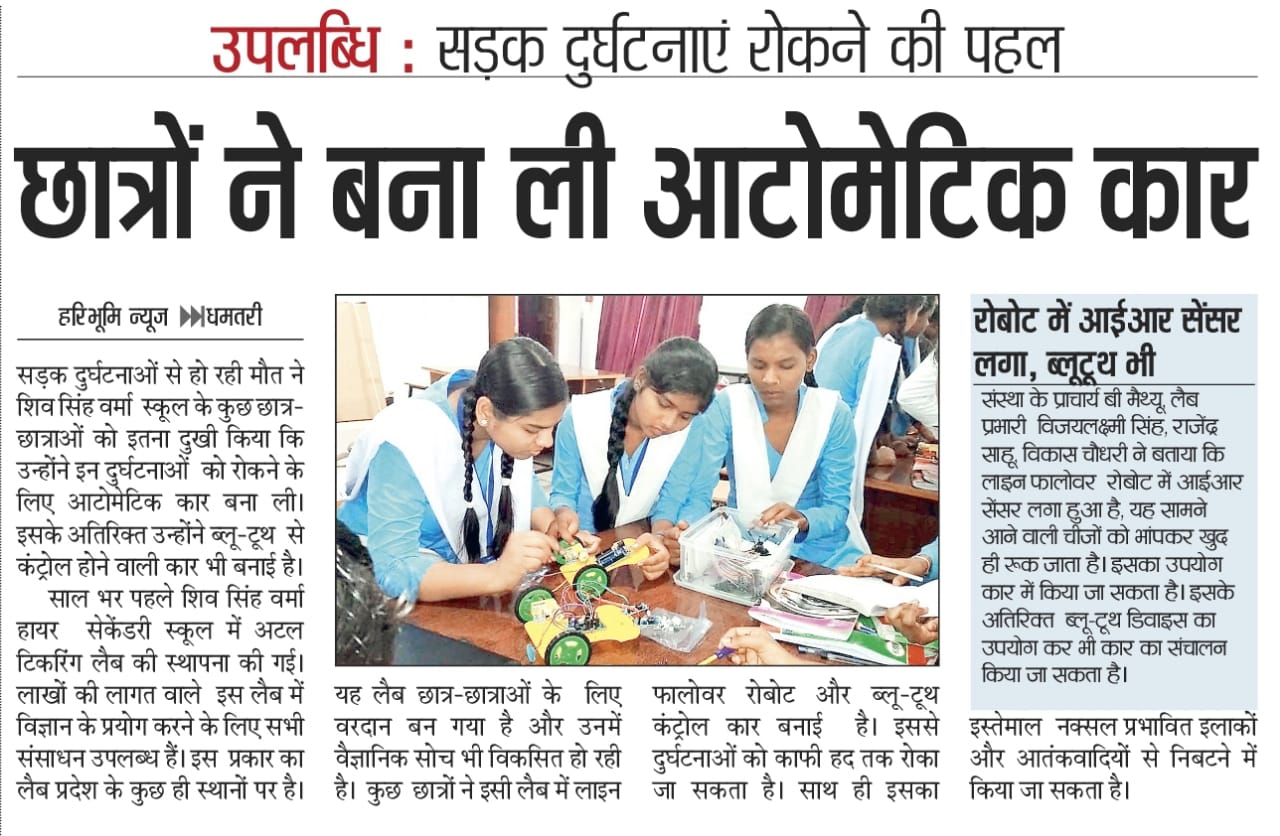 उपलब्धि : सड़क दुर्घटनाएं रोकने की पहल
छात्रों ने बना ली आटोमेटिक कार
हरिभूमि न्यूज ▶▶|धमतरी
सड़क दुर्घटनाओं से हो रही मौत ने
शिव सिंह वर्मा स्कूल के कुछ छात्र-
छात्राओं को इतना दुखी किया कि
उन्होंने इन दुर्घटनाओं को रोकने के
लिए आटोमेटिक कार बना ली।
इसके अतिरिक्त उन्होंने ब्लू-टूथ से
कंट्रोल होने वाली कार भी बनाई है।
साल भर पहले शिव सिंह वर्मा
हायर सेकेंडरी स्कूल में अटल
टिकरिंग लैब की स्थापना की गई।
लाखों की लागत वाले इस लैब में
विज्ञान के प्रयोग करने के लिए सभी
संसाधन उपलब्ध हैं। इस प्रकार का
लैब प्रदेश के कुछ ही स्थानों पर है।
यह लैब छात्र-छात्राओं के लिए
वरदान बन गया है और उनमें
वैज्ञानिक सोच भी विकसित हो रही
है। कुछ छात्रों ने इसी लैब में लाइन
फालोवर रोबोट और ब्लू-टूथ
कंट्रोल कार बनाई है। इससे
दुर्घटनाओं को काफी हद तक रोका
जा सकता है। साथ ही इसका
इस्तेमाल नक्सल प्रभावित इलाकों
और आतंकवादियों से निबटने में
किया जा सकता है।
रोबोट में आईआर सेंसर
लगा, ब्लूटूथ भी
संस्था के प्राचार्य बी मैथ्यू, लैब
प्रभारी विजयलक्ष्मी सिंह, राजेंद्र
साहू, विकास चौधरी ने बताया कि
लाइन फालोवर रोबोट में आईआर
सेंसर लगा हुआ है, यह सामने
आने वाली चीजों को भांपकर खुद
ही रूक जाता है। इसका उपयोग
कार में किया जा सकता है। इसके
अतिरिक्त ब्लू-टूथ डिवाइस का
उपयोग कर भी कार का संचालन
किया जा सकता है।